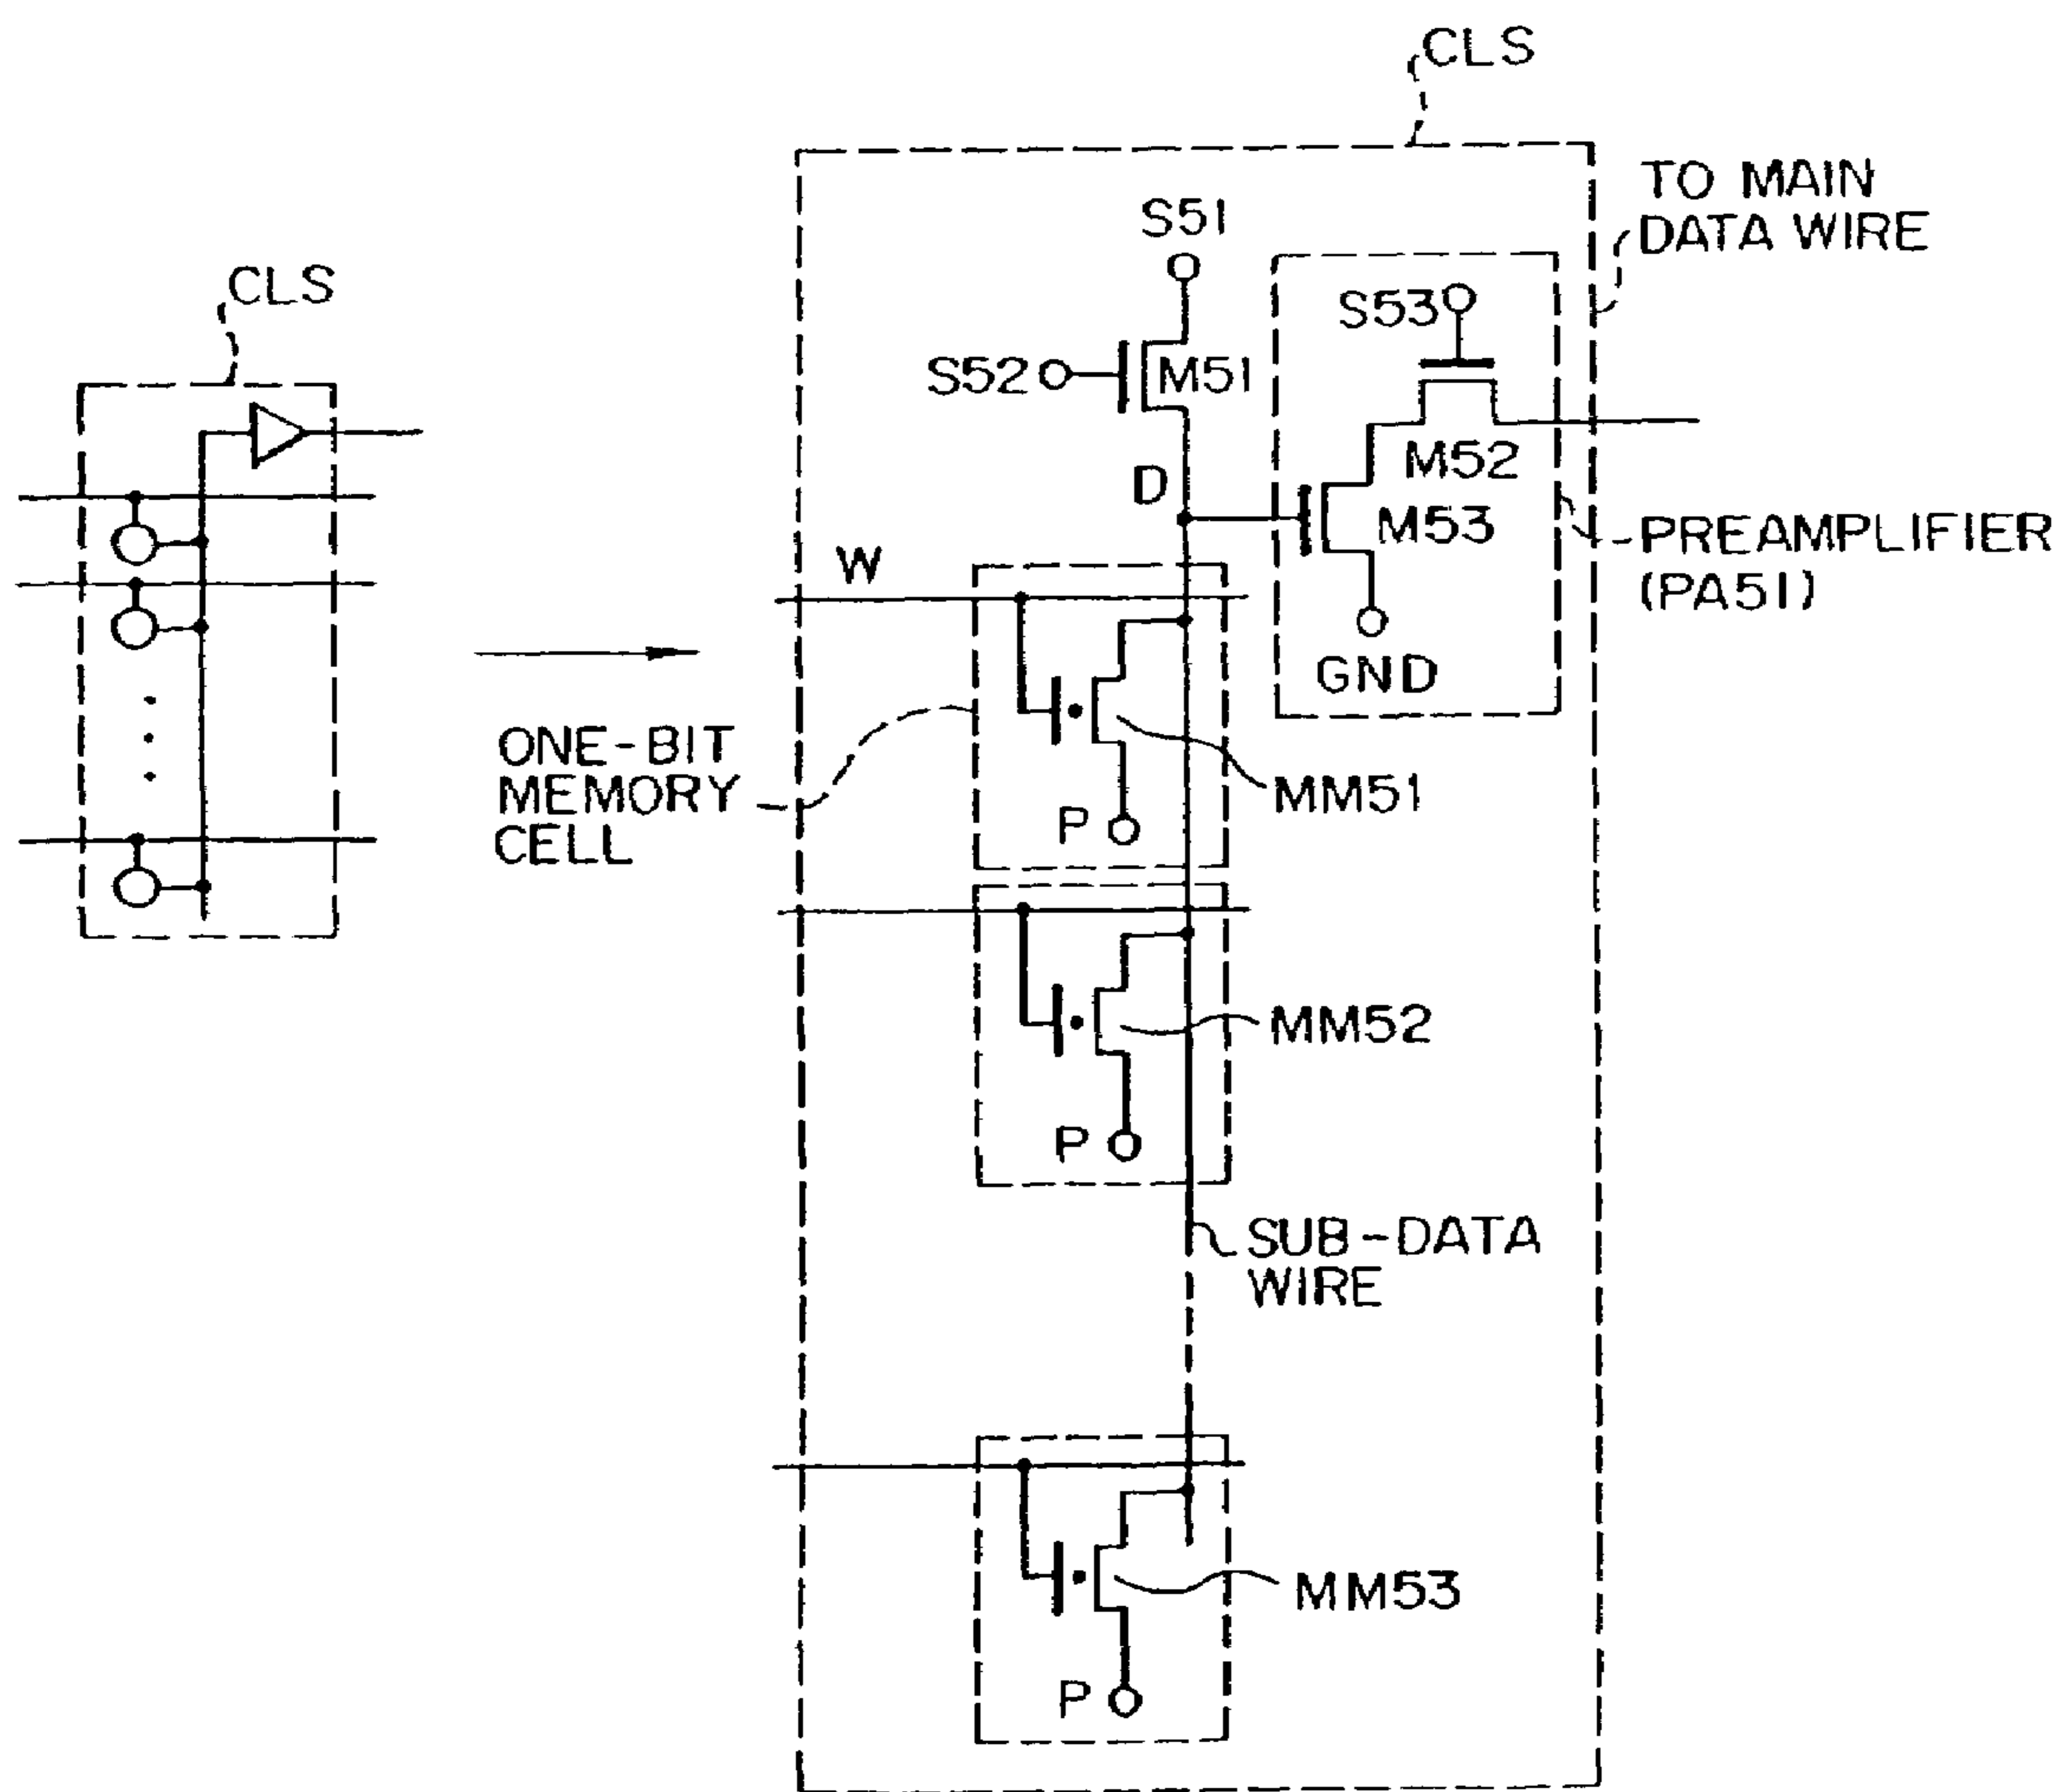 CLS
CLS
TO MAIN
DATA WIRE
S51
S53
S52
M51
M52
D
M53
PREAMPLIFIER
(PA51)
W
GND
ONE-BIT
MEMORY
CELL
MM51
P
MM52
P
SUB-DATA
WIRE
MM53
P